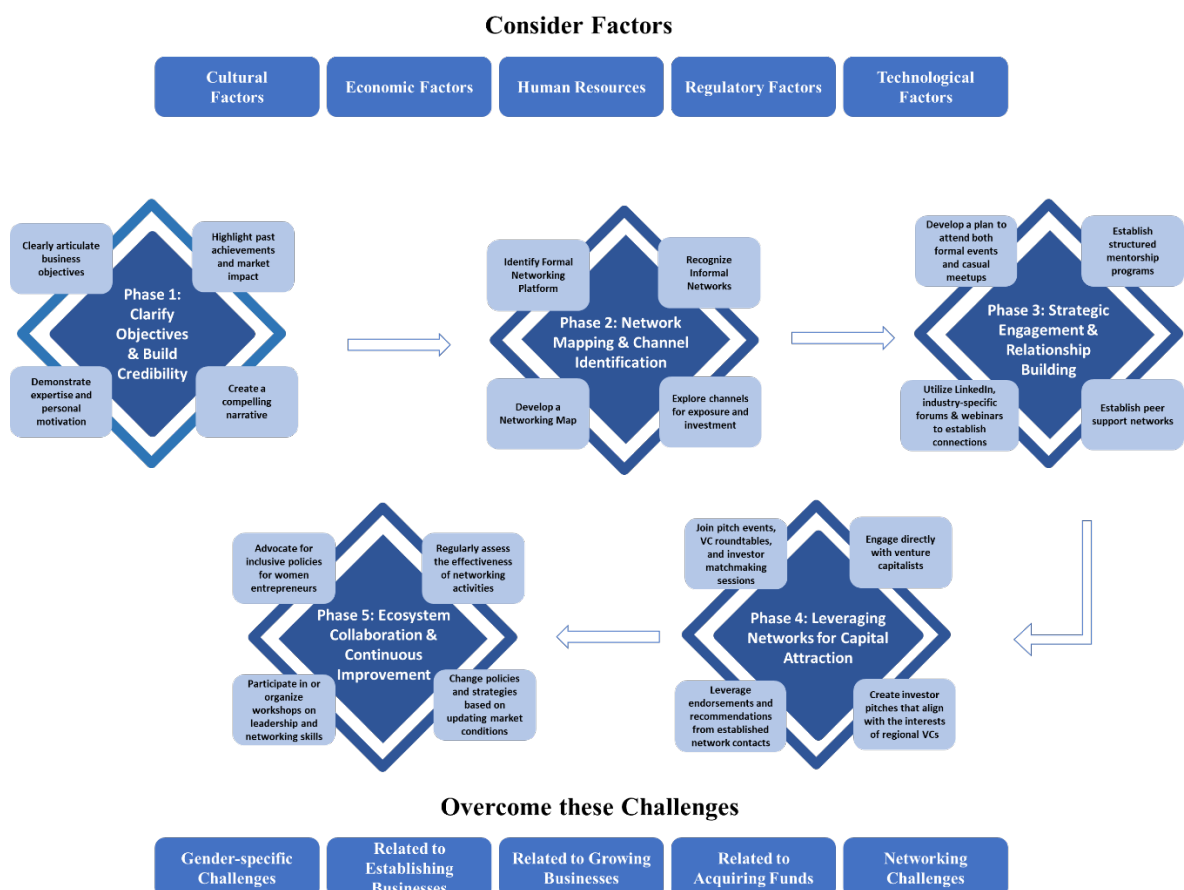 Consider Factors
Cultural
Factors
Economic Factors
Human Resources
Regulatory Factors
Technological
Factors
Clearly articulate
business
objectives
Highlight past
achievements
and market
impact
Phase 1:
Clarify
Objectives
& Build
Credibility
Demonstrate
expertise and
personal
motivation
Create a
compelling
narrative
Identify Formal
Networking
Platform
Recognize
Informal
Networks
Phase 2: Network
Mapping & Channel
Identification
Develop a
Networking Map
Explore channels
for exposure and
investment
Develop a plan to
attend both
formal events
and casual
meetups
Establish
structured
mentorship
programs
Phase 3: Strategic
Engagement &
Relationship
Building
Utilize LinkedIn,
industry-specific
forums & webinars
to establish
connections
Establish peer
support networks
Join pitch events,
VC roundtables,
and investor
matchmaking
sessions
Engage directly
with venture
capitalists
Phase 4: Leveraging
Networks for Capital
Attraction
Leverage
endorsements and
recommendations
from established
network contacts
Create investor
pitches that align
with the interests
of regional VCs
Advocate for
inclusive policies
for women
entrepreneurs
Regularly assess
the effectiveness
of networking
activities
Phase 5: Ecosystem
Collaboration &
Continuous
Improvement
Participate in or
organize
workshops on
leadership and
networking skills
Change policies
and strategies
based on
updating market
conditions
Overcome these Challenges
Gender-specific
Challenges
Related to
Establishing
Businesses
Related to Growing
Businesses
Related to
Acquiring Funds
Networking
Challenges